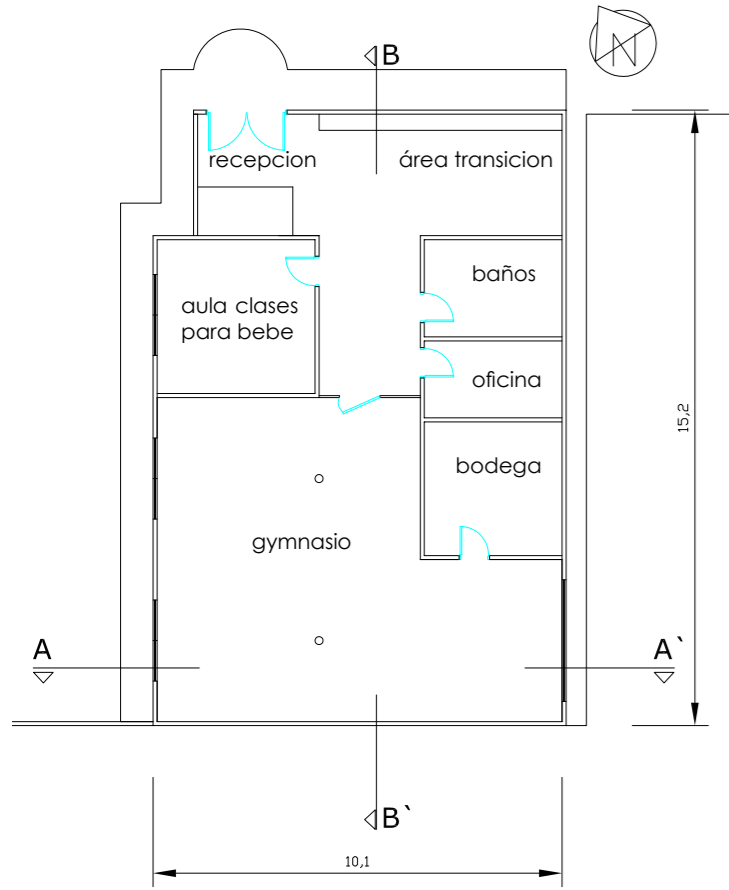 B
N
recepcion
área transicion
baños
aula clases
para bebe
oficina
15,2
bodega
gymnasio
A
A`
B`
10,1